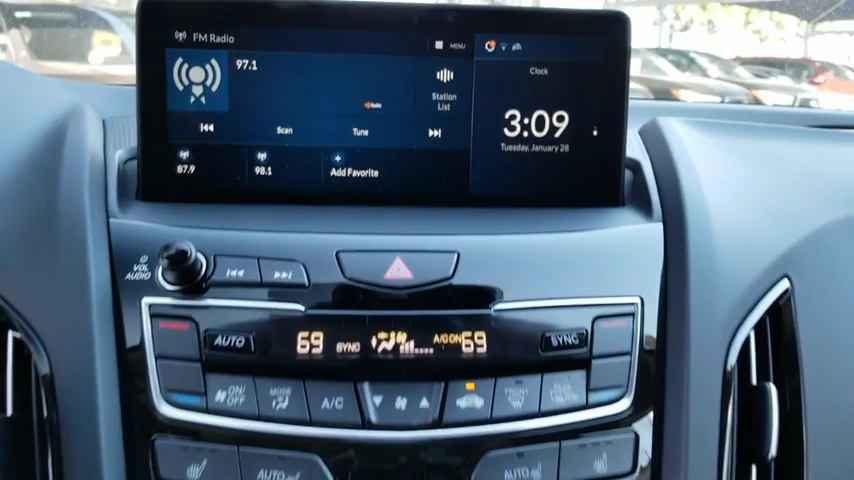 FM Radio
MENU
97.1
Clock
Station
List
Radio
3:09
Scan
Tune
Tuesday, January 28
87.9
98.1
Add Favorite
VOL
AUDIO
AUTO
69
SYNC
A/C ON
69
SYNC
ON/
OFF
MODE
A/C
FRONT
AUTO
AUTO